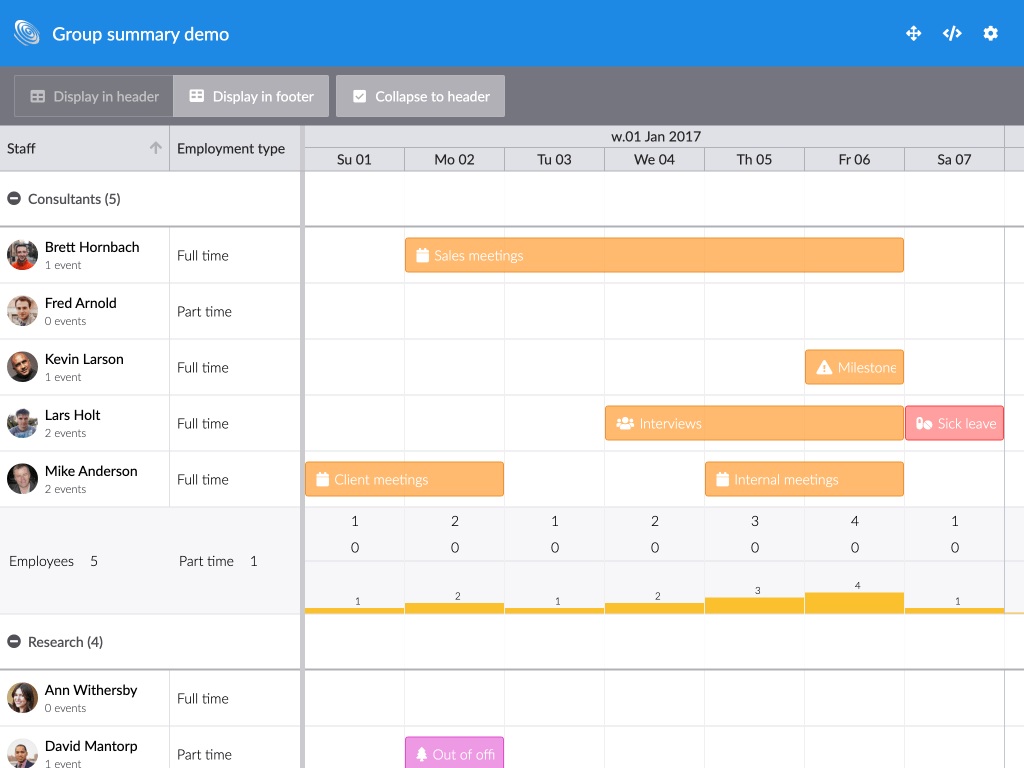 Group summary demo
Display in header
Display in footer
Collapse to header
Staff
Employment type
w.01 Jan 2017
Su 01
Mo 02
Tu 03
We 04
Th 05
Fr 06
Sa 07
Consultants (5)
Brett Hornbach
1 event
Full time
Sales meetings
Fred Arnold
0 events
Part time
Kevin Larson
1 event
Full time
Milestone
Lars Holt
2 events
Full time
Interviews
Sick leave
Mike Anderson
2 events
Full time
Client meetings
Internal meetings
Employees 5
Part time 1
1 2 1 2 3 4 1
0 0 0 0 0 0 0
1 2 1 2 3 4 1
Research (4)
Ann Withersby
0 events
Full time
David Mantorp
1 event
Part time
Out of offi